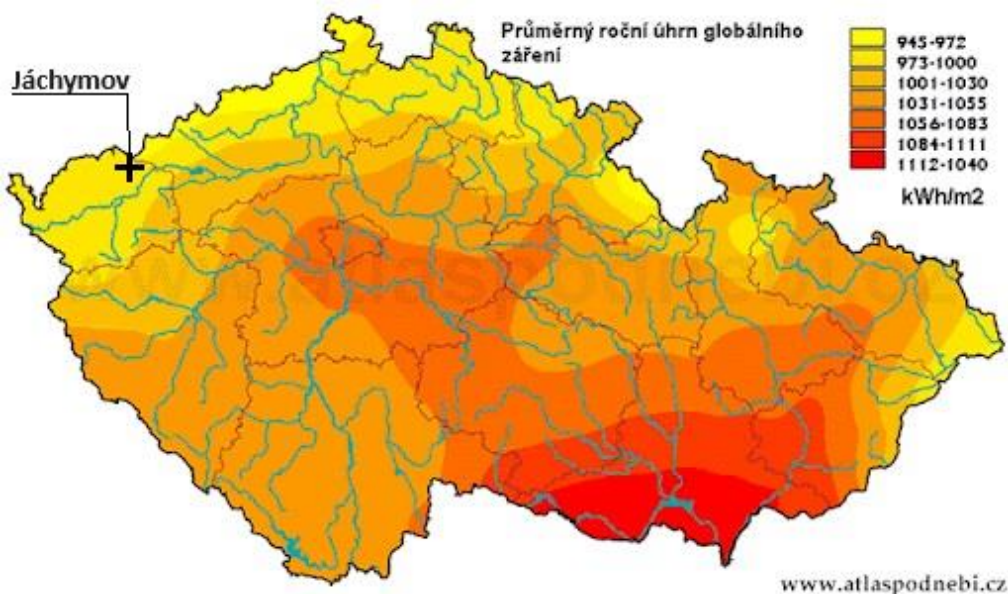 Průměrný roční úhrn globálního
záření
Jáchymov
945-972
973-1000
1001-1030
1031-1055
1056-1083
1084-1111
1112-1040
kWh/m2
www.atlaspodnebi.cz